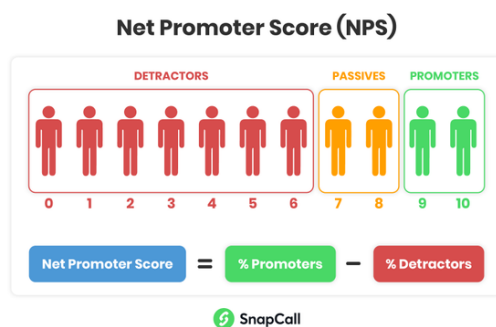 Net Promoter Score (NPS)
DETRACTORS PASSIVES PROMOTERS
0 1 2 3 4 5 6 7 8 9 10
Net Promoter Score = % Promoters − % Detractors
SnapCall